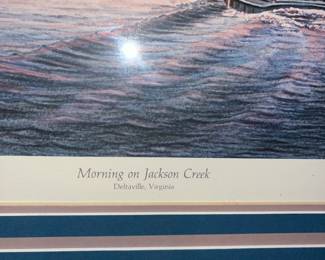 Morning on Jackson Creek
Deltaville, Virginia